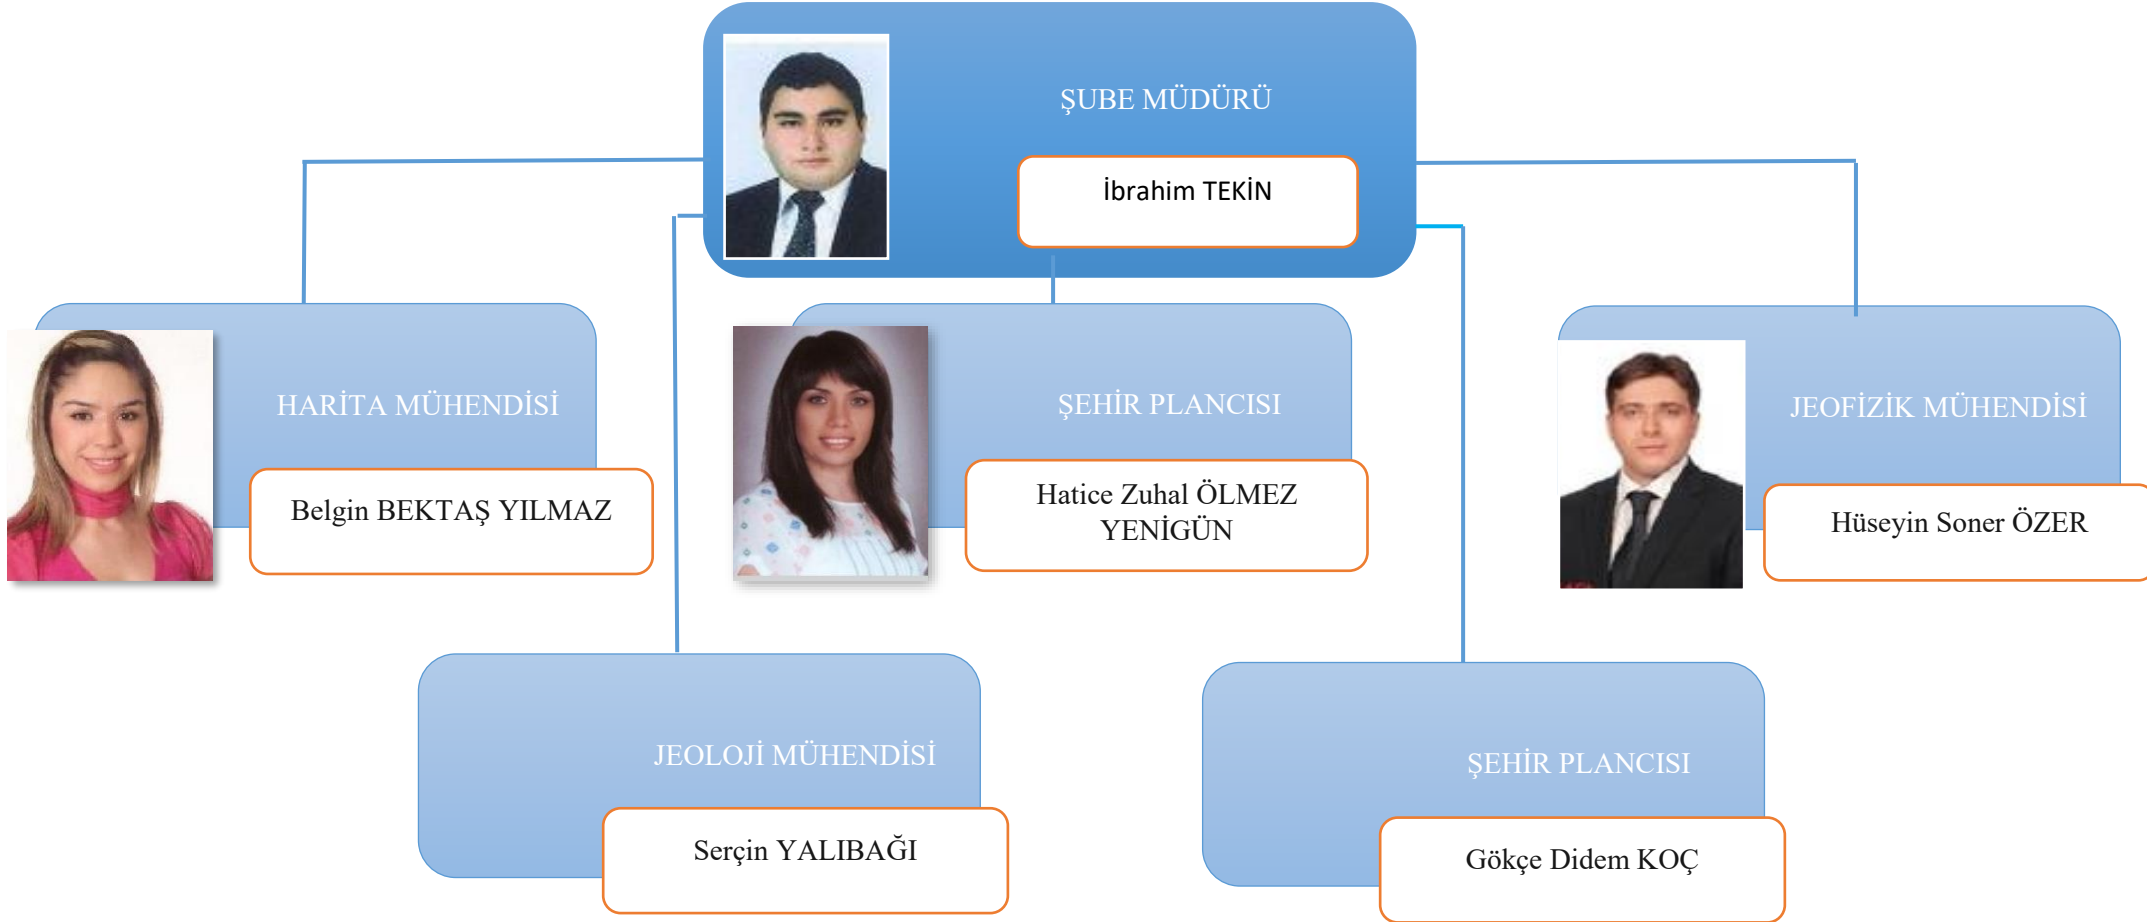 ŞUBE MÜDÜRÜ
İbrahim TEKİN
HARİTA MÜHENDİSİ
Belgin BEKTAŞ YILMAZ
ŞEHİR PLANCISI
Hatice Zuhal ÖLMEZ
YENİGÜN
JEOFİZİK MÜHENDİSİ
Hüseyin Soner ÖZER
JEOLOJİ MÜHENDİSİ
Serçin YALIBAĞI
ŞEHİR PLANCISI
Gökçe Didem KOÇ